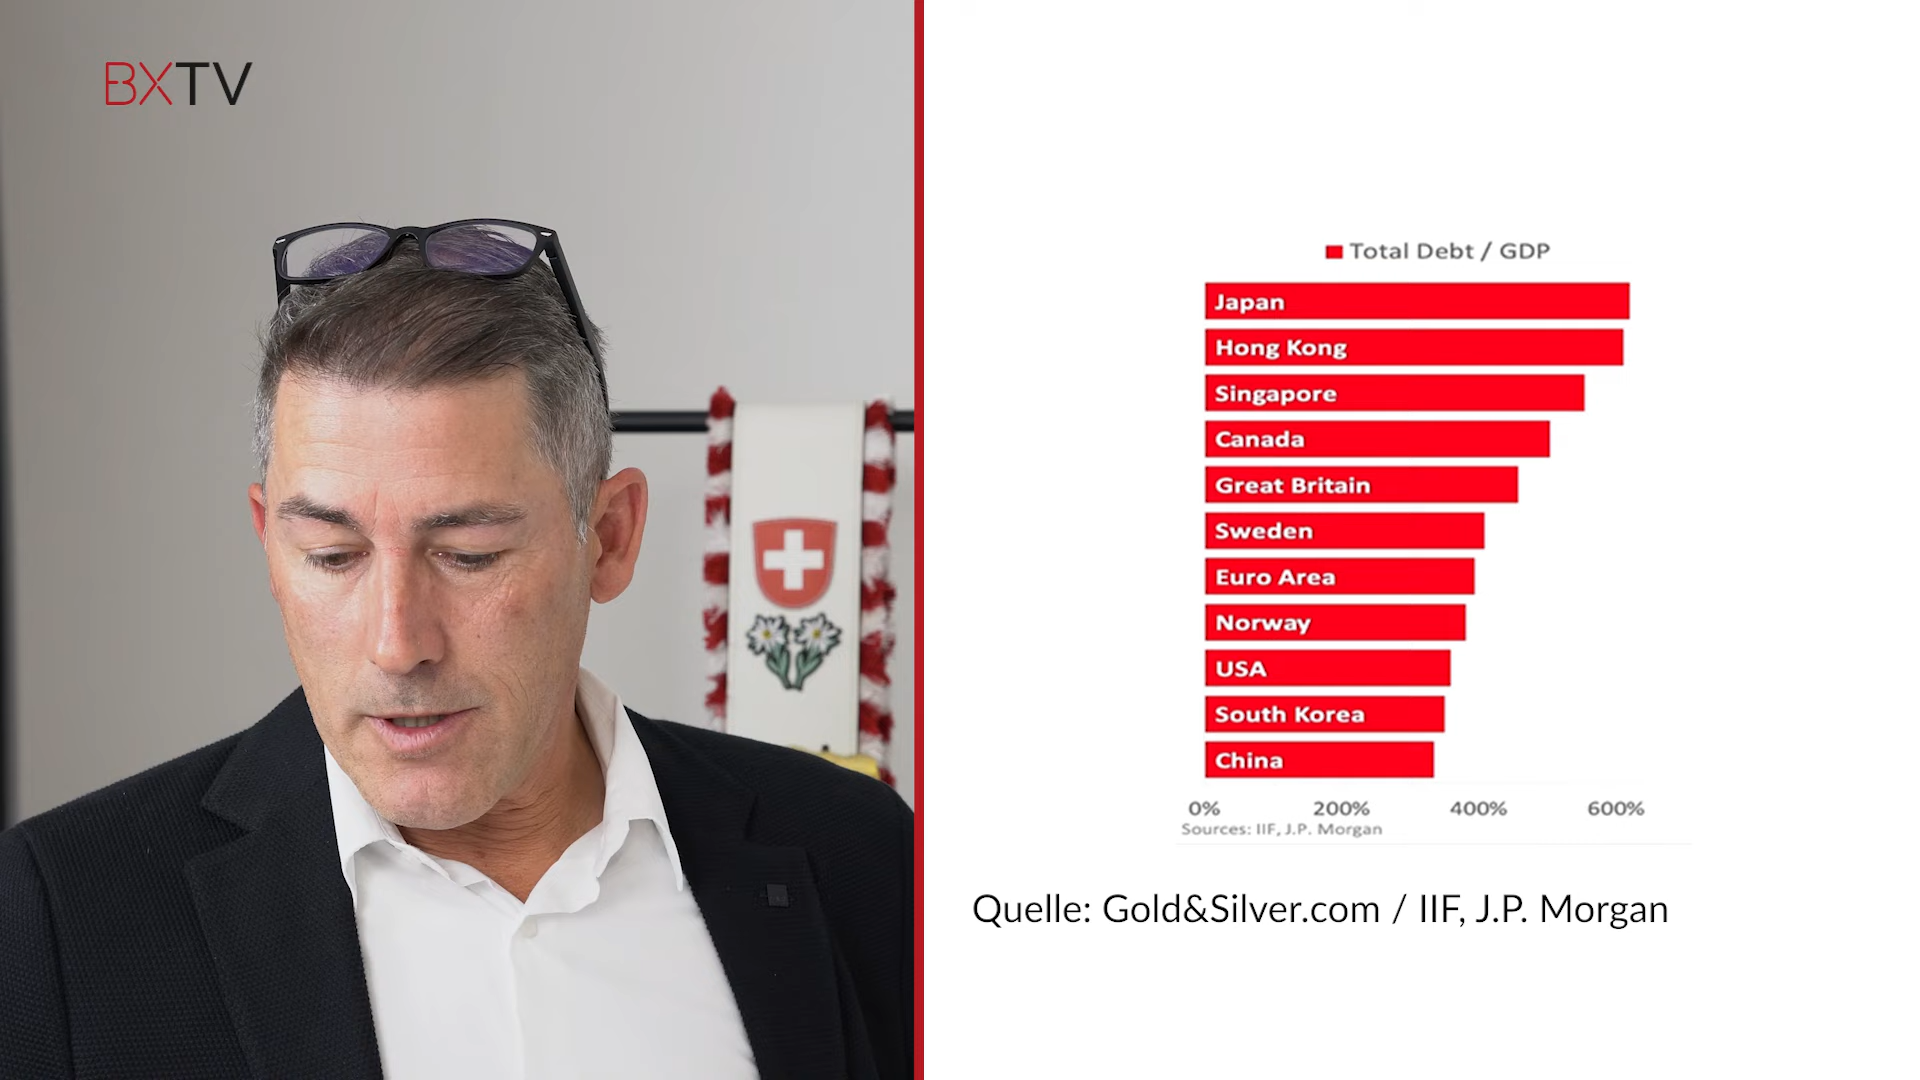 BXTV
Total Debt / GDP
Japan
Hong Kong
Singapore
Canada
Great Britain
Sweden
Euro Area
Norway
USA
South Korea
China
0% 200% 400% 600%
Sources: IIF, J.P. Morgan
Quelle: Gold&Silver.com / IIF, J.P. Morgan